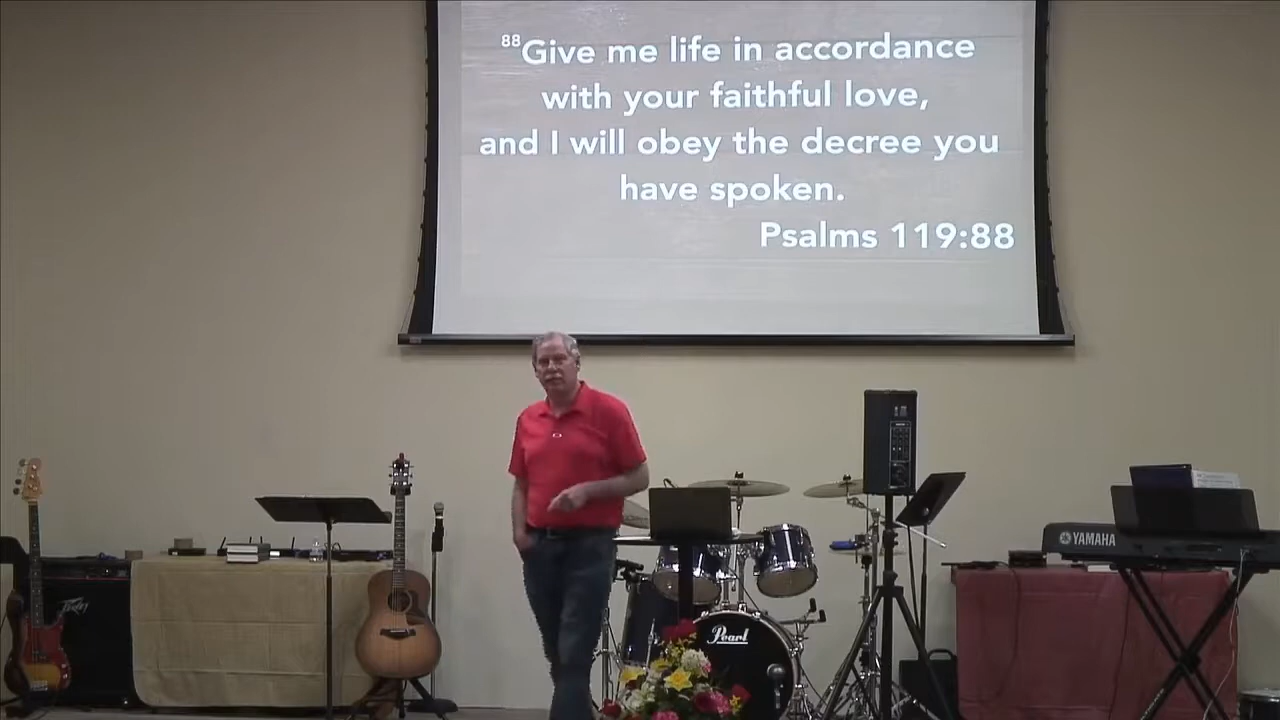 88Give me life in accordance
with your faithful love,
and I will obey the decree you
have spoken.
Psalms 119:88
YAMAHA
Peavey
Pearl